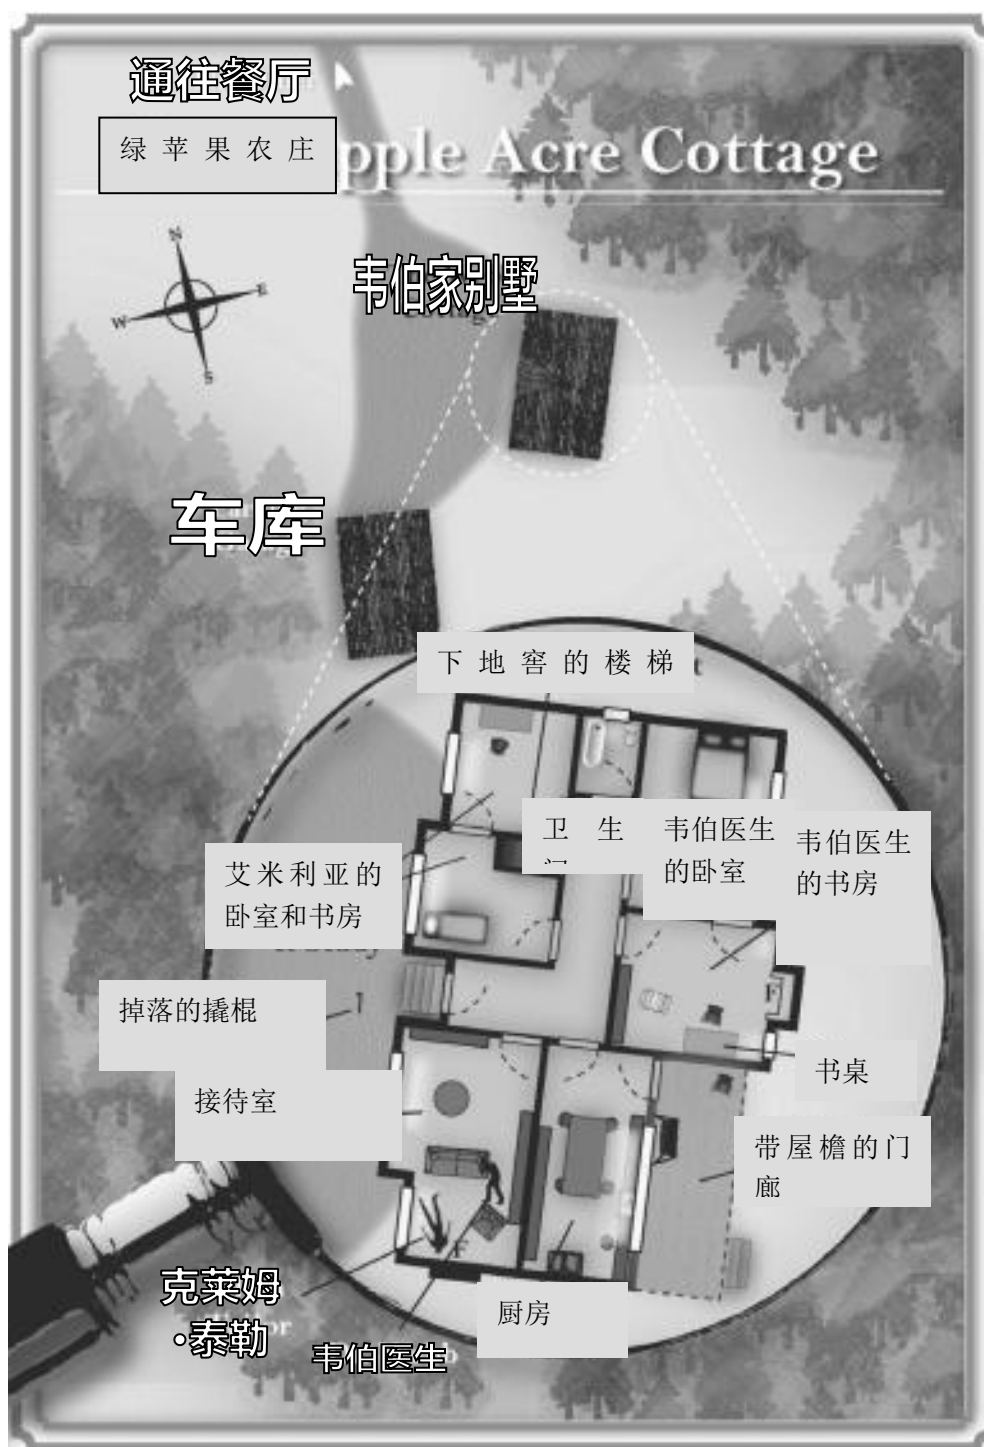 通往餐厅
绿苹果农庄
pple Acre Cottage
N
E
W
S
韦伯家别墅
车库
下地窖的楼梯
卫生
韦伯医生
的卧室
韦伯医生
的书房
艾米利亚的
卧室和书房
掉落的撬棍
F
接待室
书桌
带屋檐的门
廊
F
克莱姆
·泰勒
厨房
韦伯医生